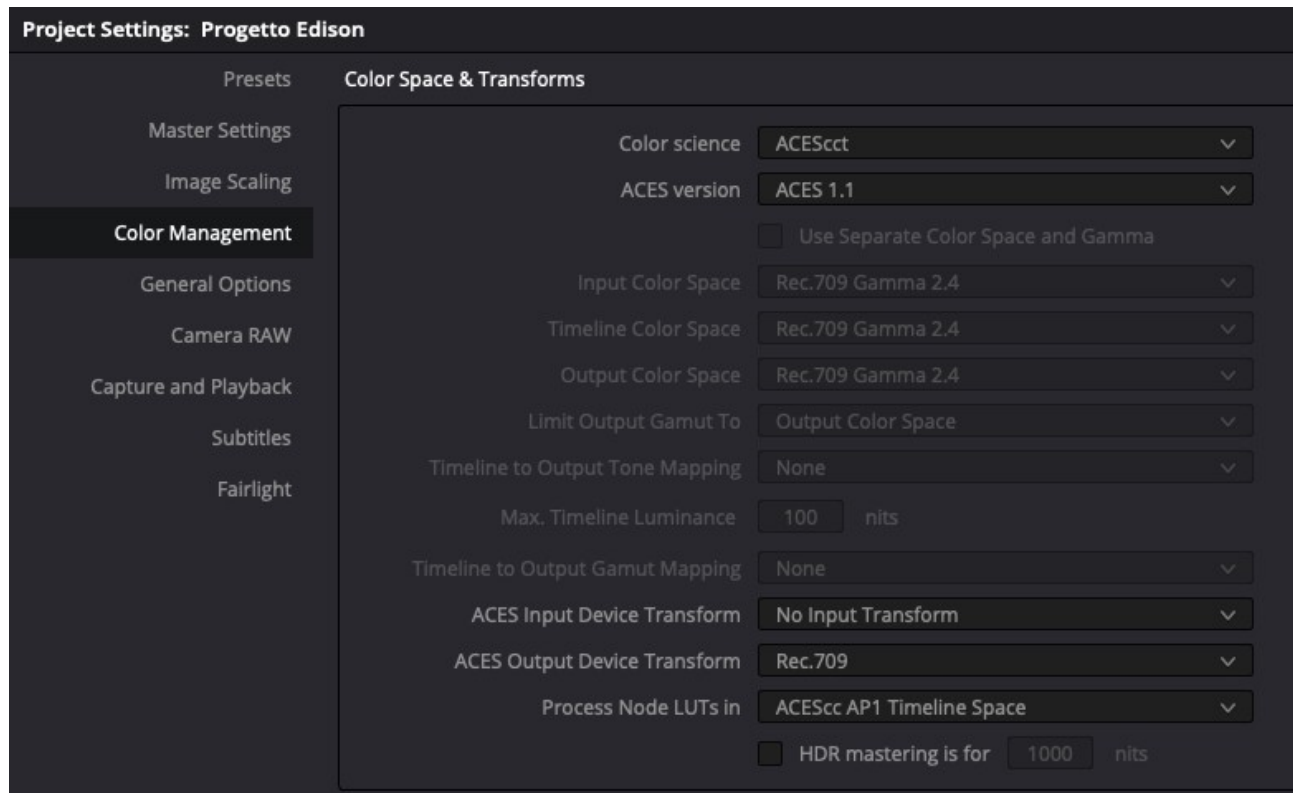 Project Settings: Progetto Edison
Presets
Master Settings
Image Scaling
Color Management
General Options
Camera RAW
Capture and Playback
Subtitles
Fairlight
Color Space & Transforms
Color science ACEScct
ACES version ACES 1.1
Use Separate Color Space and Gamma
Input Color Space Rec.709 Gamma 2.4
Timeline Color Space Rec.709 Gamma 2.4
Output Color Space Rec.709 Gamma 2.4
Limit Output Gamut To Output Color Space
Timeline to Output Tone Mapping None
Max. Timeline Luminance 100 nits
Timeline to Output Gamut Mapping None
ACES Input Device Transform No Input Transform
ACES Output Device Transform Rec.709
Process Node LUTs in ACEScc AP1 Timeline Space
HDR mastering is for 1000 nits